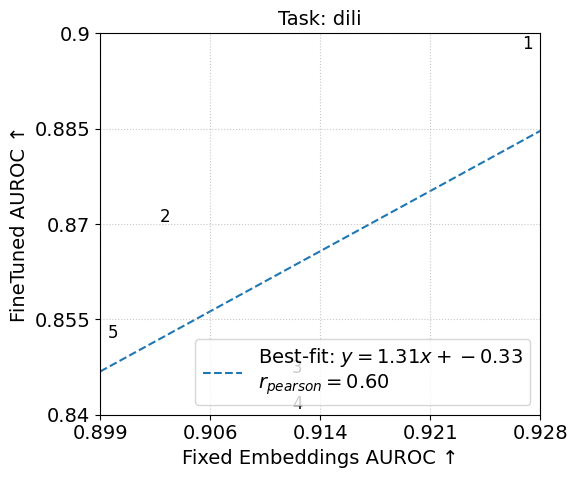 Task: dili
FineTuned AUROC ↑
0.9
0.885
0.87
0.855
0.84
1
2
5
3
4
Best-fit: y = 1.31x + −0.33
r_pearson = 0.60
0.899 0.906 0.914 0.921 0.928
Fixed Embeddings AUROC ↑